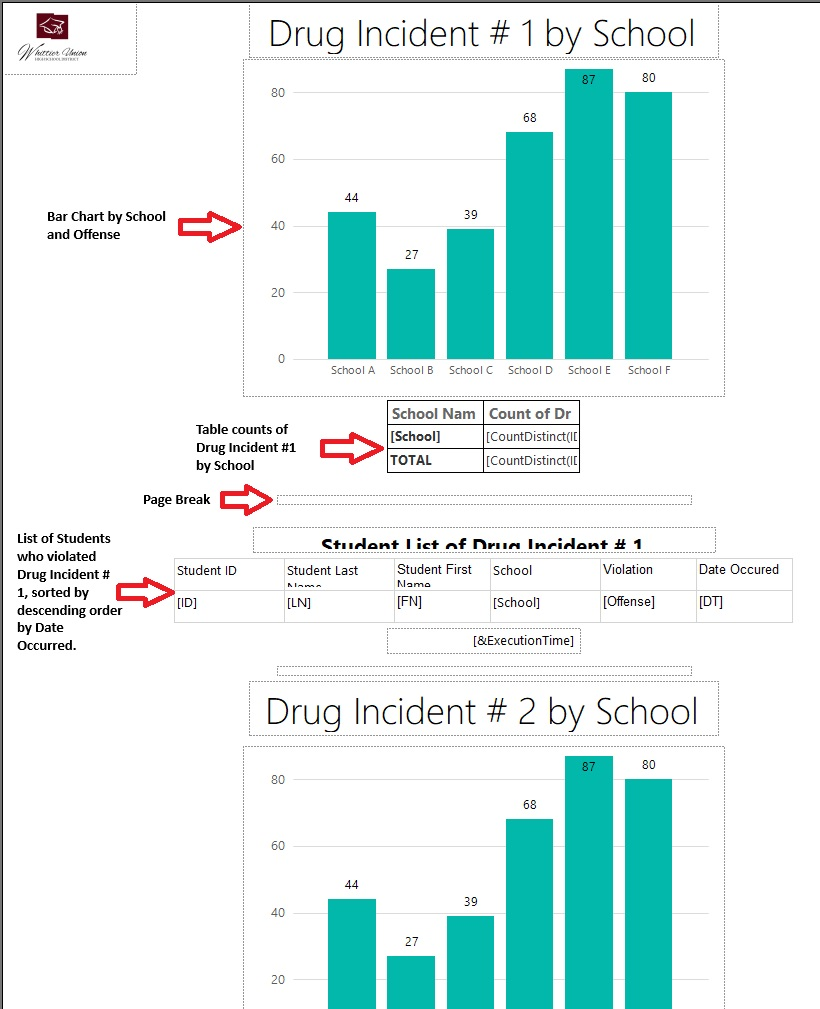 Whittier Union
HIGH SCHOOL DISTRICT
Drug Incident # 1 by School
80
60
40
20
0
44
27
39
68
87
80
School A
School B
School C
School D
School E
School F
Bar Chart by School
and Offense
Table counts of
Drug Incident #1
by School
School Nam Count of Dr
[School] [CountDistinct(ID
TOTAL [CountDistinct(ID
Page Break
Student List of Drug Incident # 1
List of Students
who violated
Drug Incident #
1, sorted by
descending order
by Date
Occurred.
Student ID
Student Last
Name
Student First
Name
School
Violation
Date Occured
[ID] [LN] [FN] [School] [Offense] [DT]
[&ExecutionTime]
Drug Incident # 2 by School
80
60
40
20
44
27
39
68
87
80